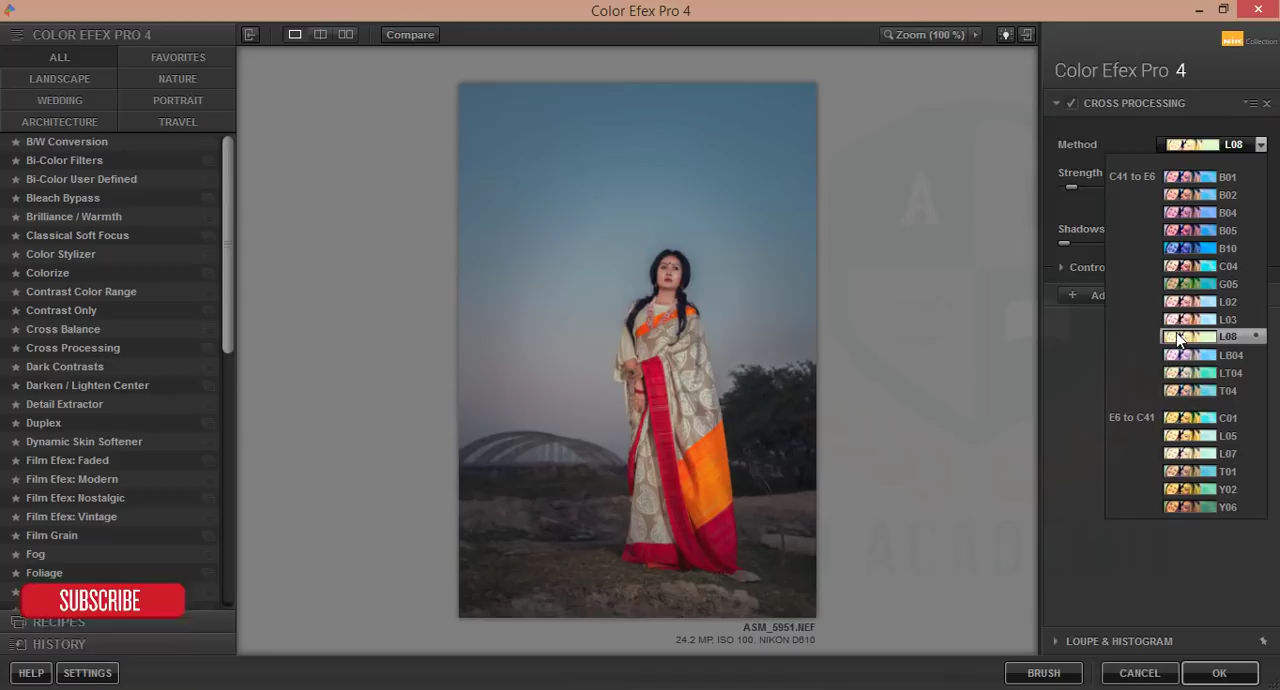 Color Efex Pro 4
COLOR EFEX PRO 4
Compare
Zoom (100 %)
Nik Collection
ALL
FAVORITES
LANDSCAPE
NATURE
WEDDING
PORTRAIT
ARCHITECTURE
TRAVEL
B/W Conversion
Bi-Color Filters
Bi-Color User Defined
Bleach Bypass
Brilliance / Warmth
Classical Soft Focus
Color Stylizer
Colorize
Contrast Color Range
Contrast Only
Cross Balance
Cross Processing
Dark Contrasts
Darken / Lighten Center
Detail Extractor
Duplex
Dynamic Skin Softener
Film Efex: Faded
Film Efex: Modern
Film Efex: Nostalgic
Film Efex: Vintage
Film Grain
Fog
Foliage
SUBSCRIBE
RECIPES
HISTORY
HELP
SETTINGS
ASM_5951.NEF
24.2 MP, ISO 100, NIKON D610
ACAD
Color Efex Pro 4
CROSS PROCESSING
Method
L08
Strength
Shadows
Contro
Ad
C41 to E6
B01
B02
B04
B05
B10
C04
G05
L02
L03
L08
LB04
LT04
T04
E6 to C41
C01
L05
L07
T01
Y02
Y06
LOUPE & HISTOGRAM
BRUSH
CANCEL
OK